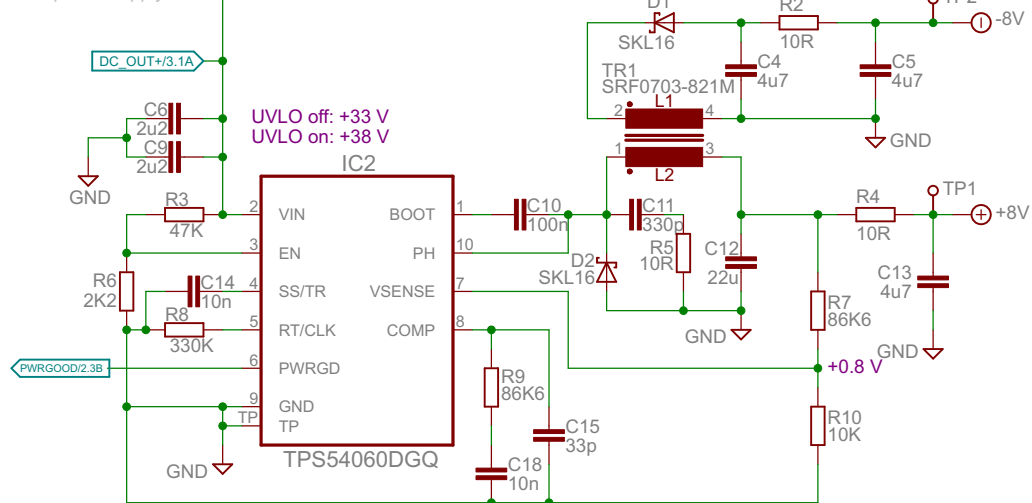 D1
SKL16
R2
10R
TP2
-8V
DC_OUT+/3.1A
TR1
SRF0703-821M
C4
4u7
C5
4u7
C6
2u2
C9
2u2
UVLO off: +33 V
UVLO on: +38 V
2
L1
4
1
3
L2
GND
GND
IC2
R3
47K
2
VIN
BOOT
1
C10
100n
C11
330p
R4
10R
TP1
+8V
3
EN
PH
10
R5
10R
C12
22u
D2
SKL16
R6
2K2
C14
10n
4
SS/TR
VSENSE
7
C13
4u7
R7
86K6
R8
330K
5
RT/CLK
COMP
8
GND
GND
PWRGOOD/2.3B
6
PWRGD
+0.8 V
R9
86K6
9
GND
TP
TP
R10
10K
C15
33p
GND
TPS54060DGQ
C18
10n